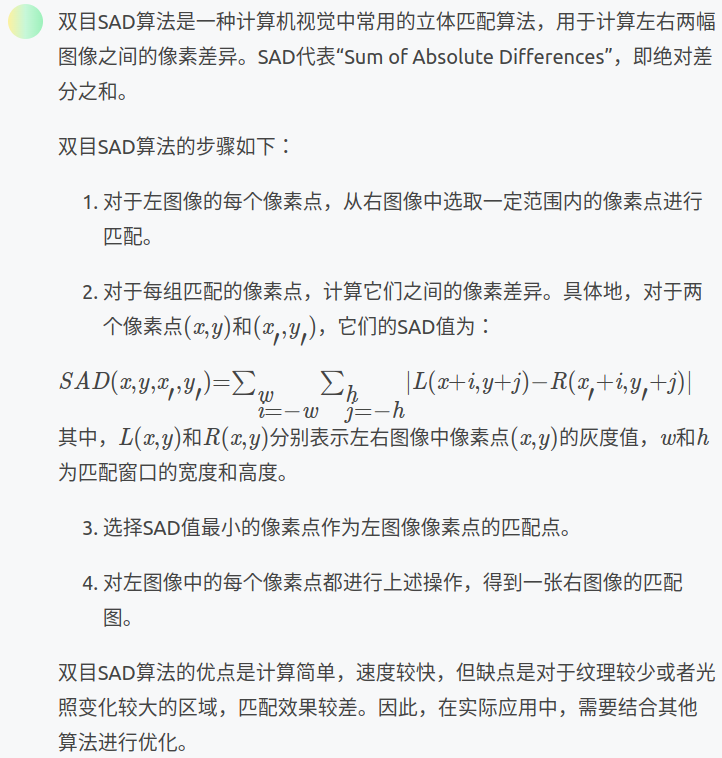 双目SAD算法是一种计算机视觉中常用的立体匹配算法，用于计算左右两幅
图像之间的像素差异。SAD代表“Sum of Absolute Differences”，即绝对差
分之和。
双目SAD算法的步骤如下：
1. 对于左图像的每个像素点，从右图像中选取一定范围内的像素点进行
匹配。
2. 对于每组匹配的像素点，计算它们之间的像素差异。具体地，对于两
个像素点(x,y)和(x′,y′)，它们的SAD值为：
SAD(x,y,x′,y′)=∑w i=−w ∑h j=−h |L(x+i,y+j)−R(x′+i,y′+j)|
其中，L(x,y)和R(x,y)分别表示左右图像中像素点(x,y)的灰度值，w和h
为匹配窗口的宽度和高度。
3. 选择SAD值最小的像素点作为左图像像素点的匹配点。
4. 对左图像中的每个像素点都进行上述操作，得到一张右图像的匹配
图。
双目SAD算法的优点是计算简单，速度较快，但缺点是对于纹理较少或者光
照变化较大的区域，匹配效果较差。因此，在实际应用中，需要结合其他
算法进行优化。